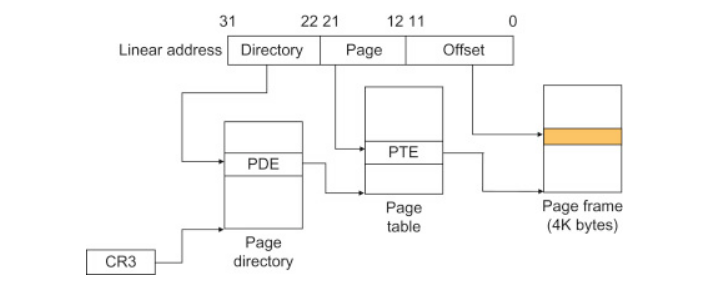 31 22 21 12 11 0
Linear address Directory Page Offset
PDE
PTE
CR3
Page
directory
Page
table
Page frame
(4K bytes)